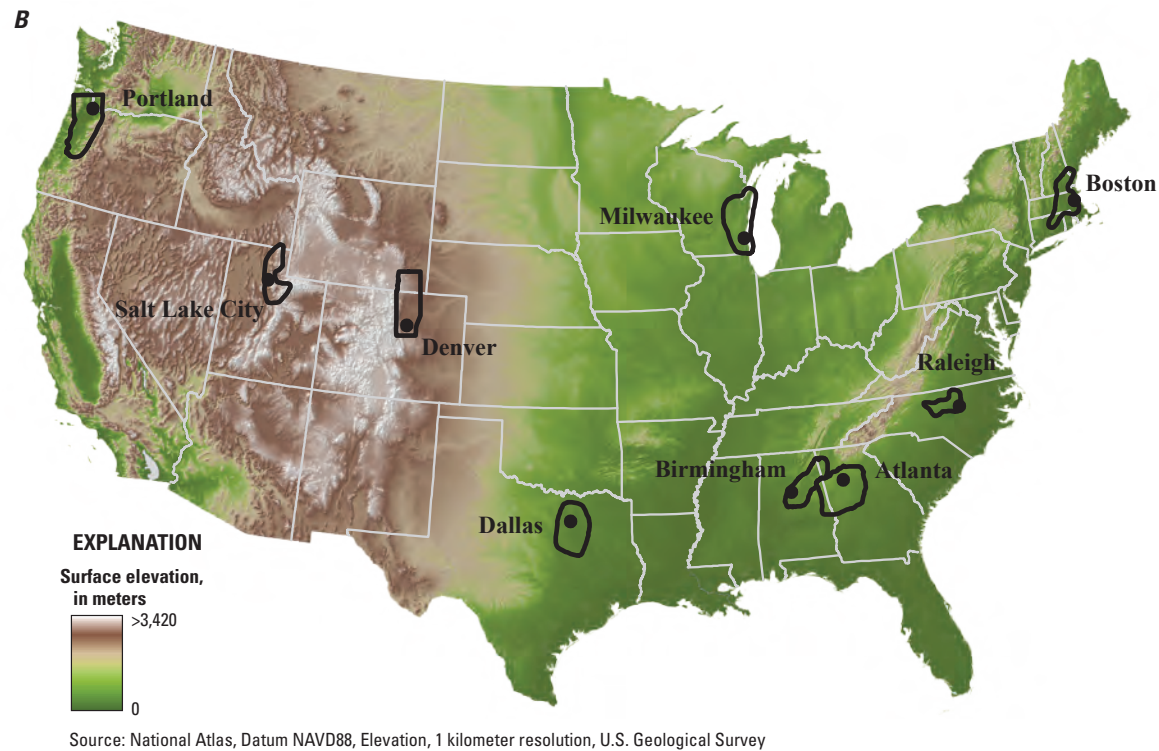 B
Portland
Boston
Milwaukee
Salt Lake City
Denver
Raleigh
Birmingham
Atlanta
Dallas
EXPLANATION
Surface elevation,
in meters
>3,420
0
Source: National Atlas, Datum NAVD88, Elevation, 1 kilometer resolution, U.S. Geological Survey